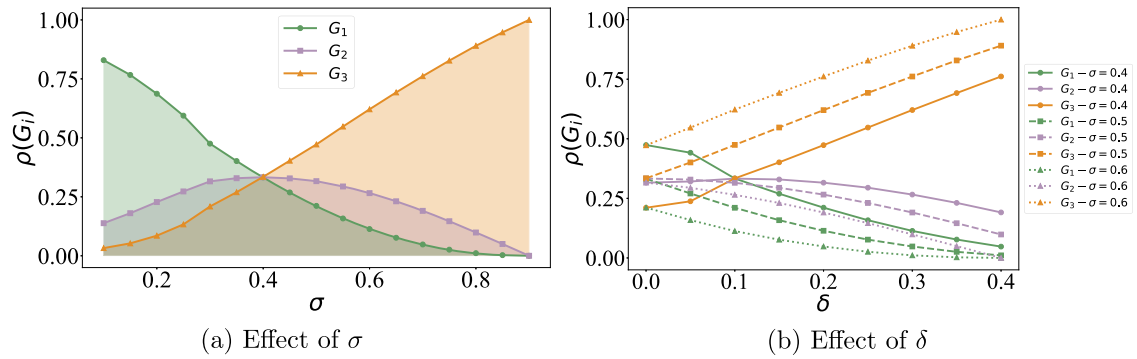 1.00
0.75
0.50
0.25
0.00
ρ(G_i)
0.2 0.4 0.6 0.8
σ
G_1
G_2
G_3
(a) Effect of σ
1.00
0.75
0.50
0.25
0.00
ρ(G_i)
0.0 0.1 0.2 0.3 0.4
δ
G_1 − σ = 0.4
G_2 − σ = 0.4
G_3 − σ = 0.4
G_1 − σ = 0.5
G_2 − σ = 0.5
G_3 − σ = 0.5
G_1 − σ = 0.6
G_2 − σ = 0.6
G_3 − σ = 0.6
(b) Effect of δ